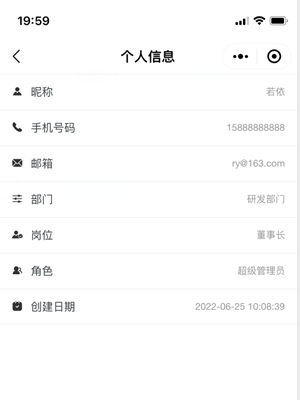 19:59
个人信息
昵称 若依
手机号码 15888888888
邮箱 ry@163.com
部门 研发部门
岗位 董事长
角色 超级管理员
创建日期 2022-06-25 10:08:39